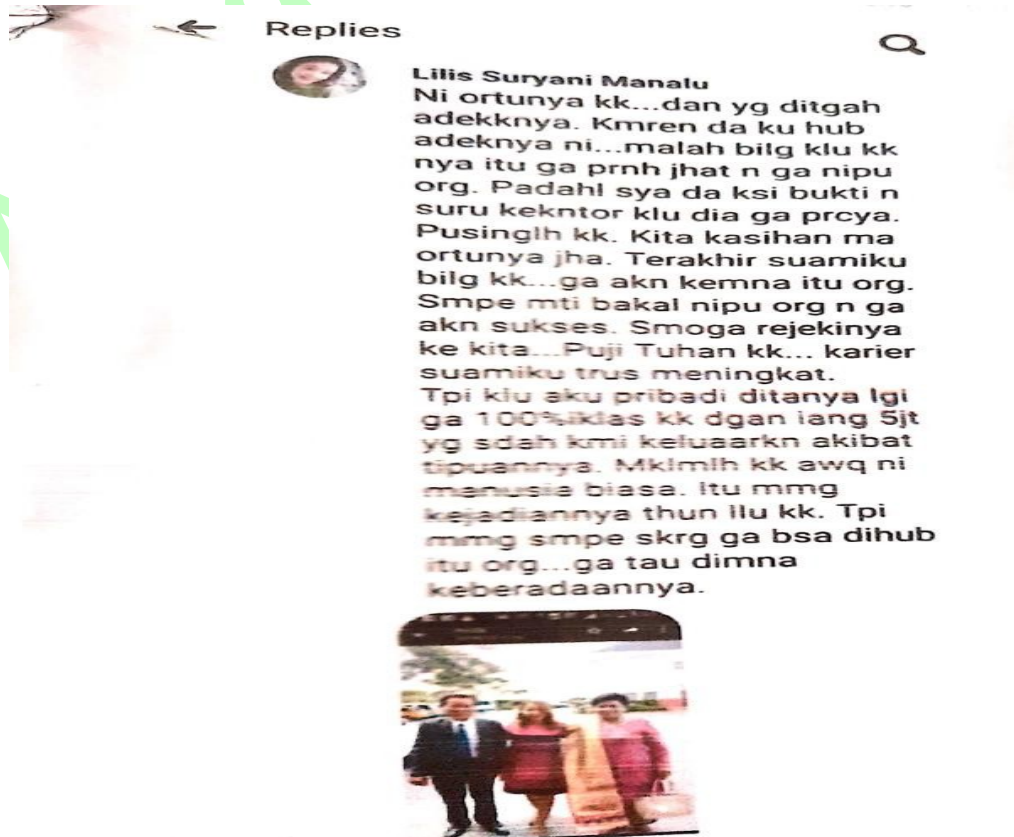 Replies
Lilis Suryani Manalu
Ni ortunya kk...dan yg ditgah
adekknya. Kmren da ku hub
adeknya ni...malah bilg klu kk
nya itu ga prnh jhat n ga nipu
org. Padahl sya da ksi bukti n
suru kekntor klu dia ga prcya.
Pusinglh kk. Kita kasihan ma
ortunya jha. Terakhir suamiku
bilg kk...ga akn kemna itu org.
Smpe mti bakal nipu org n ga
akn sukses. Smoga rejekinya
ke kita...Puji Tuhan kk... karier
suamiku trus meningkat.
Tpi klu aku pribadi ditanya lgi
ga 100%iklas kk dgan iang 5jt
yg sdah kmi keluaarkn akibat
tipuannya. Mklmlh kk awq ni
manusia biasa. Itu mmg
kejadiannya thun llu kk. Tpi
mmg smpe skrg ga bsa dihub
itu org...ga tau dimna
keberadaannya.